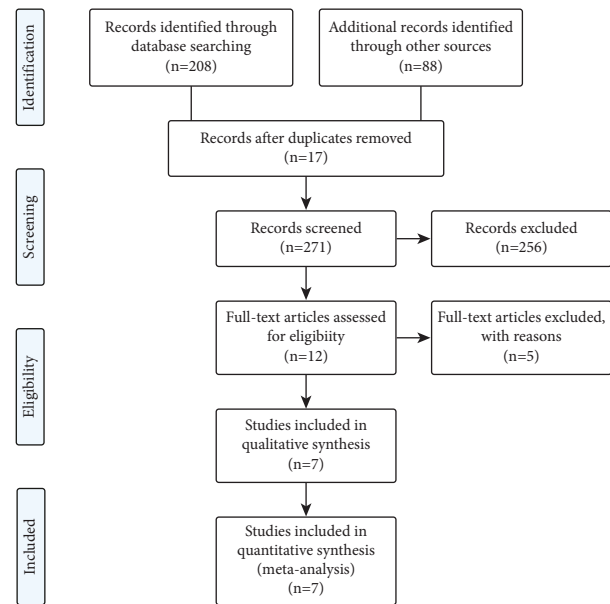 Identification
Records identified through
database searching
(n=208)
Additional records identified
through other sources
(n=88)
Records after duplicates removed
(n=17)
Screening
Records screened
(n=271)
Records excluded
(n=256)
Eligibility
Full-text articles assessed
for eligibiity
(n=12)
Full-text articles excluded,
with reasons
(n=5)
Studies included in
qualitative synthesis
(n=7)
Included
Studies included in
quantitative synthesis
(meta-analysis)
(n=7)